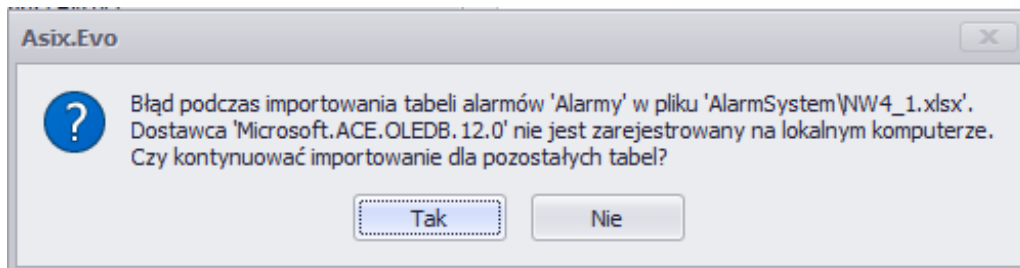 Asix.Evo
Błąd podczas importowania tabeli alarmów 'Alarmy' w pliku 'AlarmSystem\NW4_1.xlsx'.
Dostawca 'Microsoft.ACE.OLEDB.12.0' nie jest zarejestrowany na lokalnym komputerze.
Czy kontynuować importowanie dla pozostałych tabel?
Tak
Nie